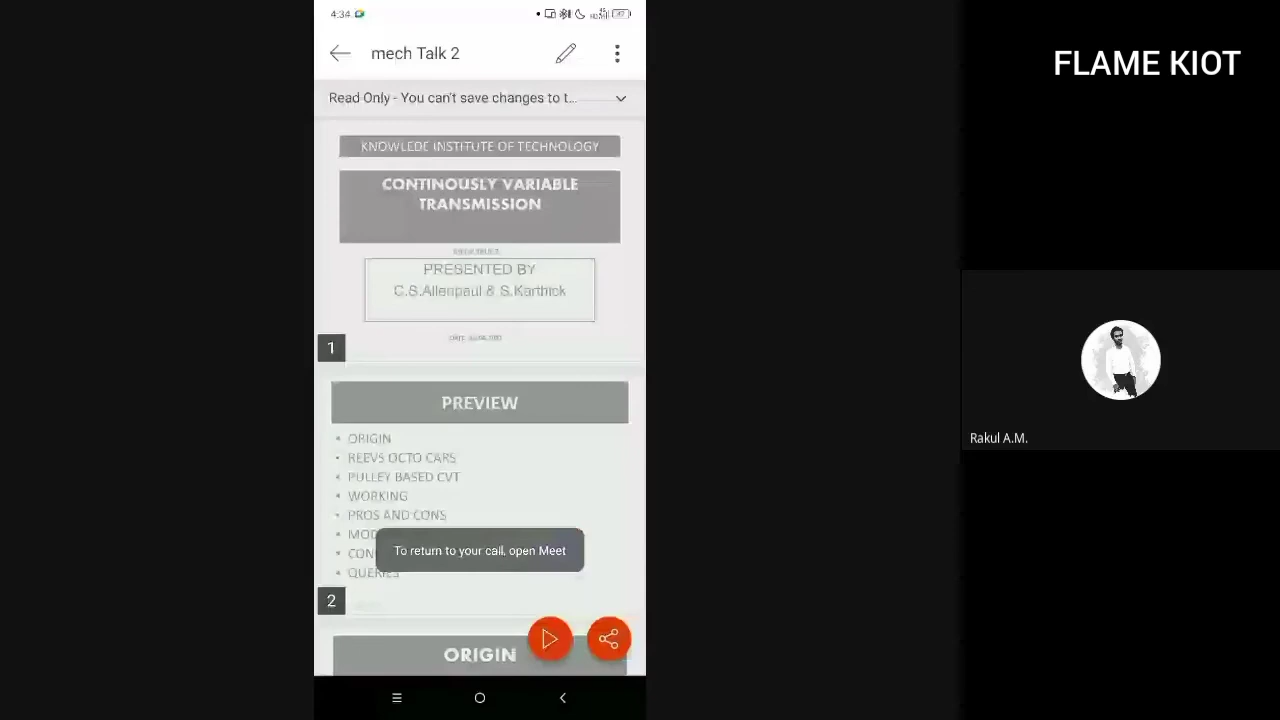 4:34
mech Talk 2
Read Only - You can't save changes to t...
KNOWLEDE INSTITUTE OF TECHNOLOGY
CONTINOUSLY VARIABLE
TRANSMISSION
PRESENTED BY
C.S.Allenpaul & S.Karthick
1
PREVIEW
• ORIGIN
• REEVS OCTO CARS
• PULLEY BASED CVT
• WORKING
• PROS AND CONS
• QUERIES
To return to your call, open Meet
2
ORIGIN
FLAME KIOT
Rakul A.M.